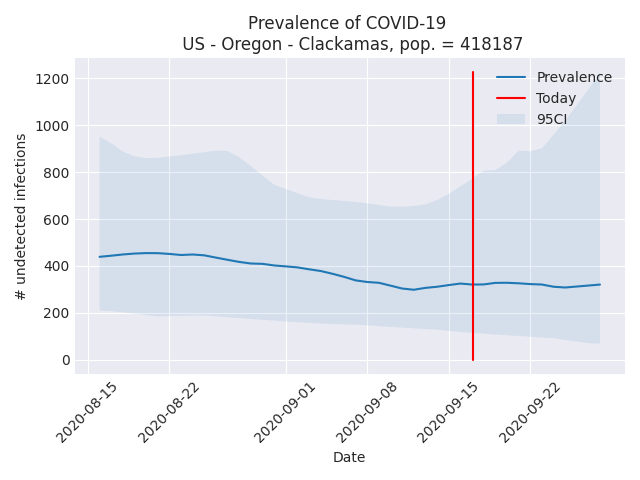 Prevalence of COVID-19
US - Oregon - Clackamas, pop. = 418187
Prevalence
Today
95CI
# undetected infections
1200
1000
800
600
400
200
0
2020-08-15
2020-08-22
2020-09-01
2020-09-08
2020-09-15
2020-09-22
Date